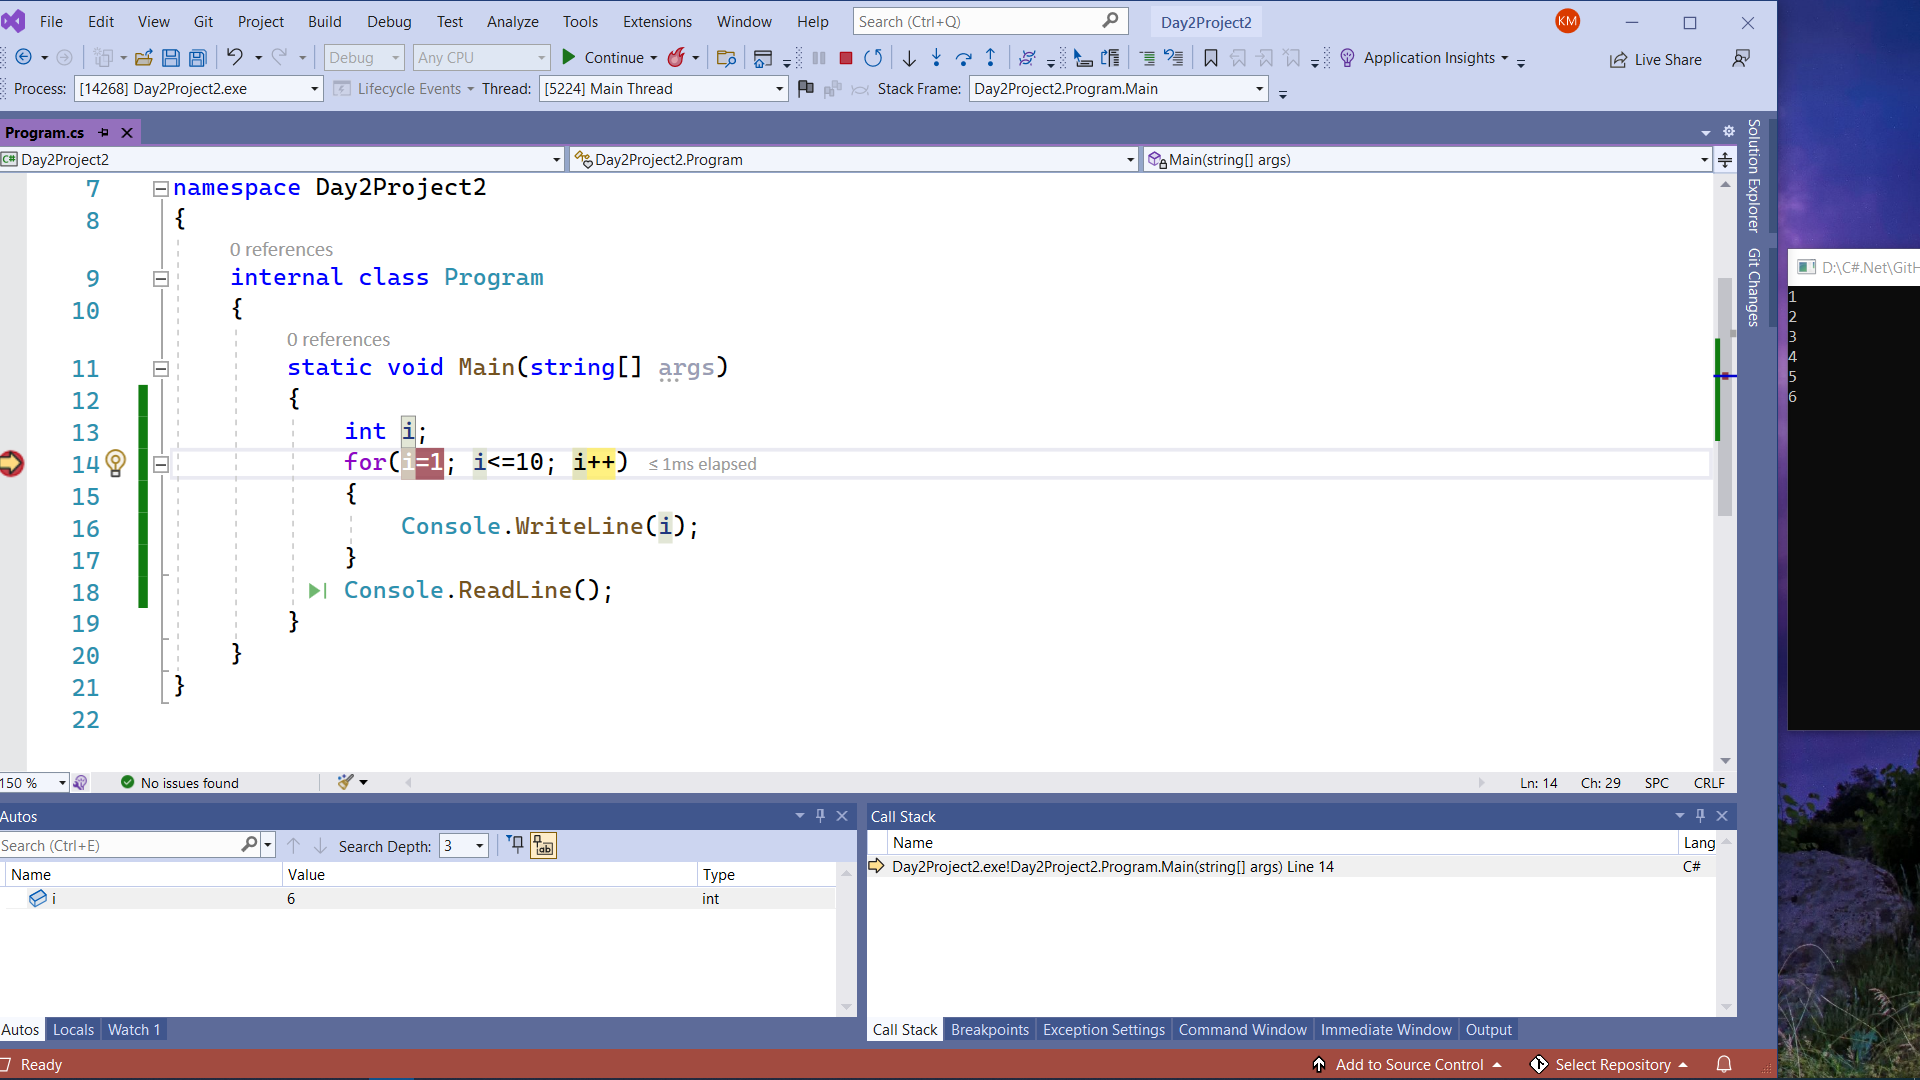 File Edit View Git Project Build Debug Test Analyze Tools Extensions Window Help Search (Ctrl+Q) Day2Project2 KM
Debug Any CPU Continue Application Insights Live Share
Process: [14268] Day2Project2.exe Lifecycle Events Thread: [5224] Main Thread Stack Frame: Day2Project2.Program.Main
Program.cs
C# Day2Project2 Day2Project2.Program Main(string[] args)
Solution Explorer
Git Changes
7 namespace Day2Project2
8 {
0 references
9 internal class Program
10 {
0 references
11 static void Main(string[] args)
12 {
13 int i;
14 for(i=1; i<=10; i++) ≤ 1ms elapsed
15 {
16 Console.WriteLine(i);
17 }
18 Console.ReadLine();
19 }
20 }
21 }
22
150 % No issues found Ln: 14 Ch: 29 SPC CRLF
D:\C#.Net\GitH
1
2
3
4
5
6
Autos
Search (Ctrl+E) Search Depth: 3
Name Value Type
i 6 int
Autos Locals Watch 1
Call Stack
Name Lang
Day2Project2.exe!Day2Project2.Program.Main(string[] args) Line 14 C#
Call Stack Breakpoints Exception Settings Command Window Immediate Window Output
Ready Add to Source Control Select Repository